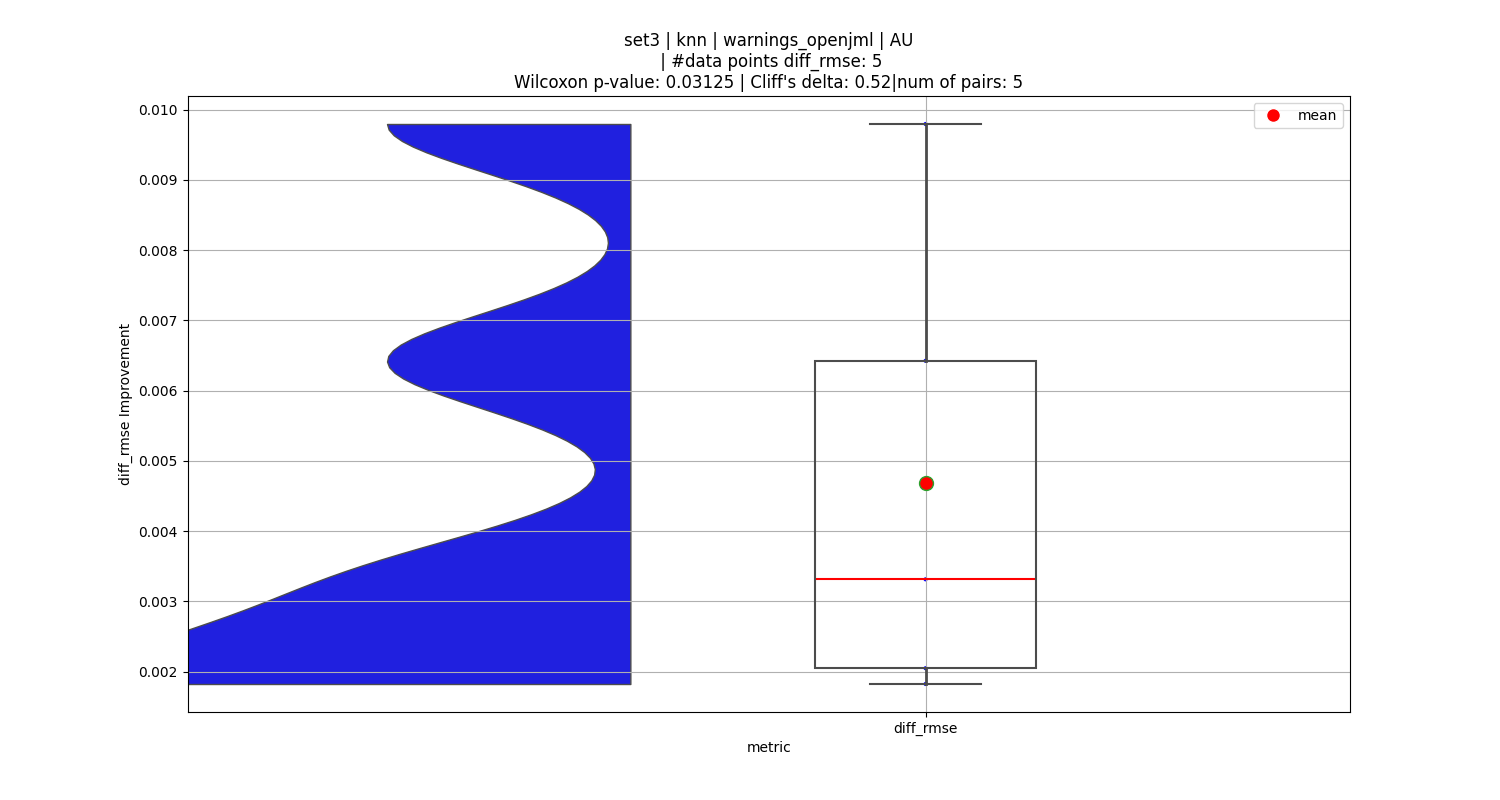 set3 | knn | warnings_openjml | AU
| #data points diff_rmse: 5
Wilcoxon p-value: 0.03125 | Cliff's delta: 0.52|num of pairs: 5
mean
0.010
0.009
0.008
0.007
0.006
0.005
0.004
0.003
0.002
diff_rmse Improvement
diff_rmse
metric